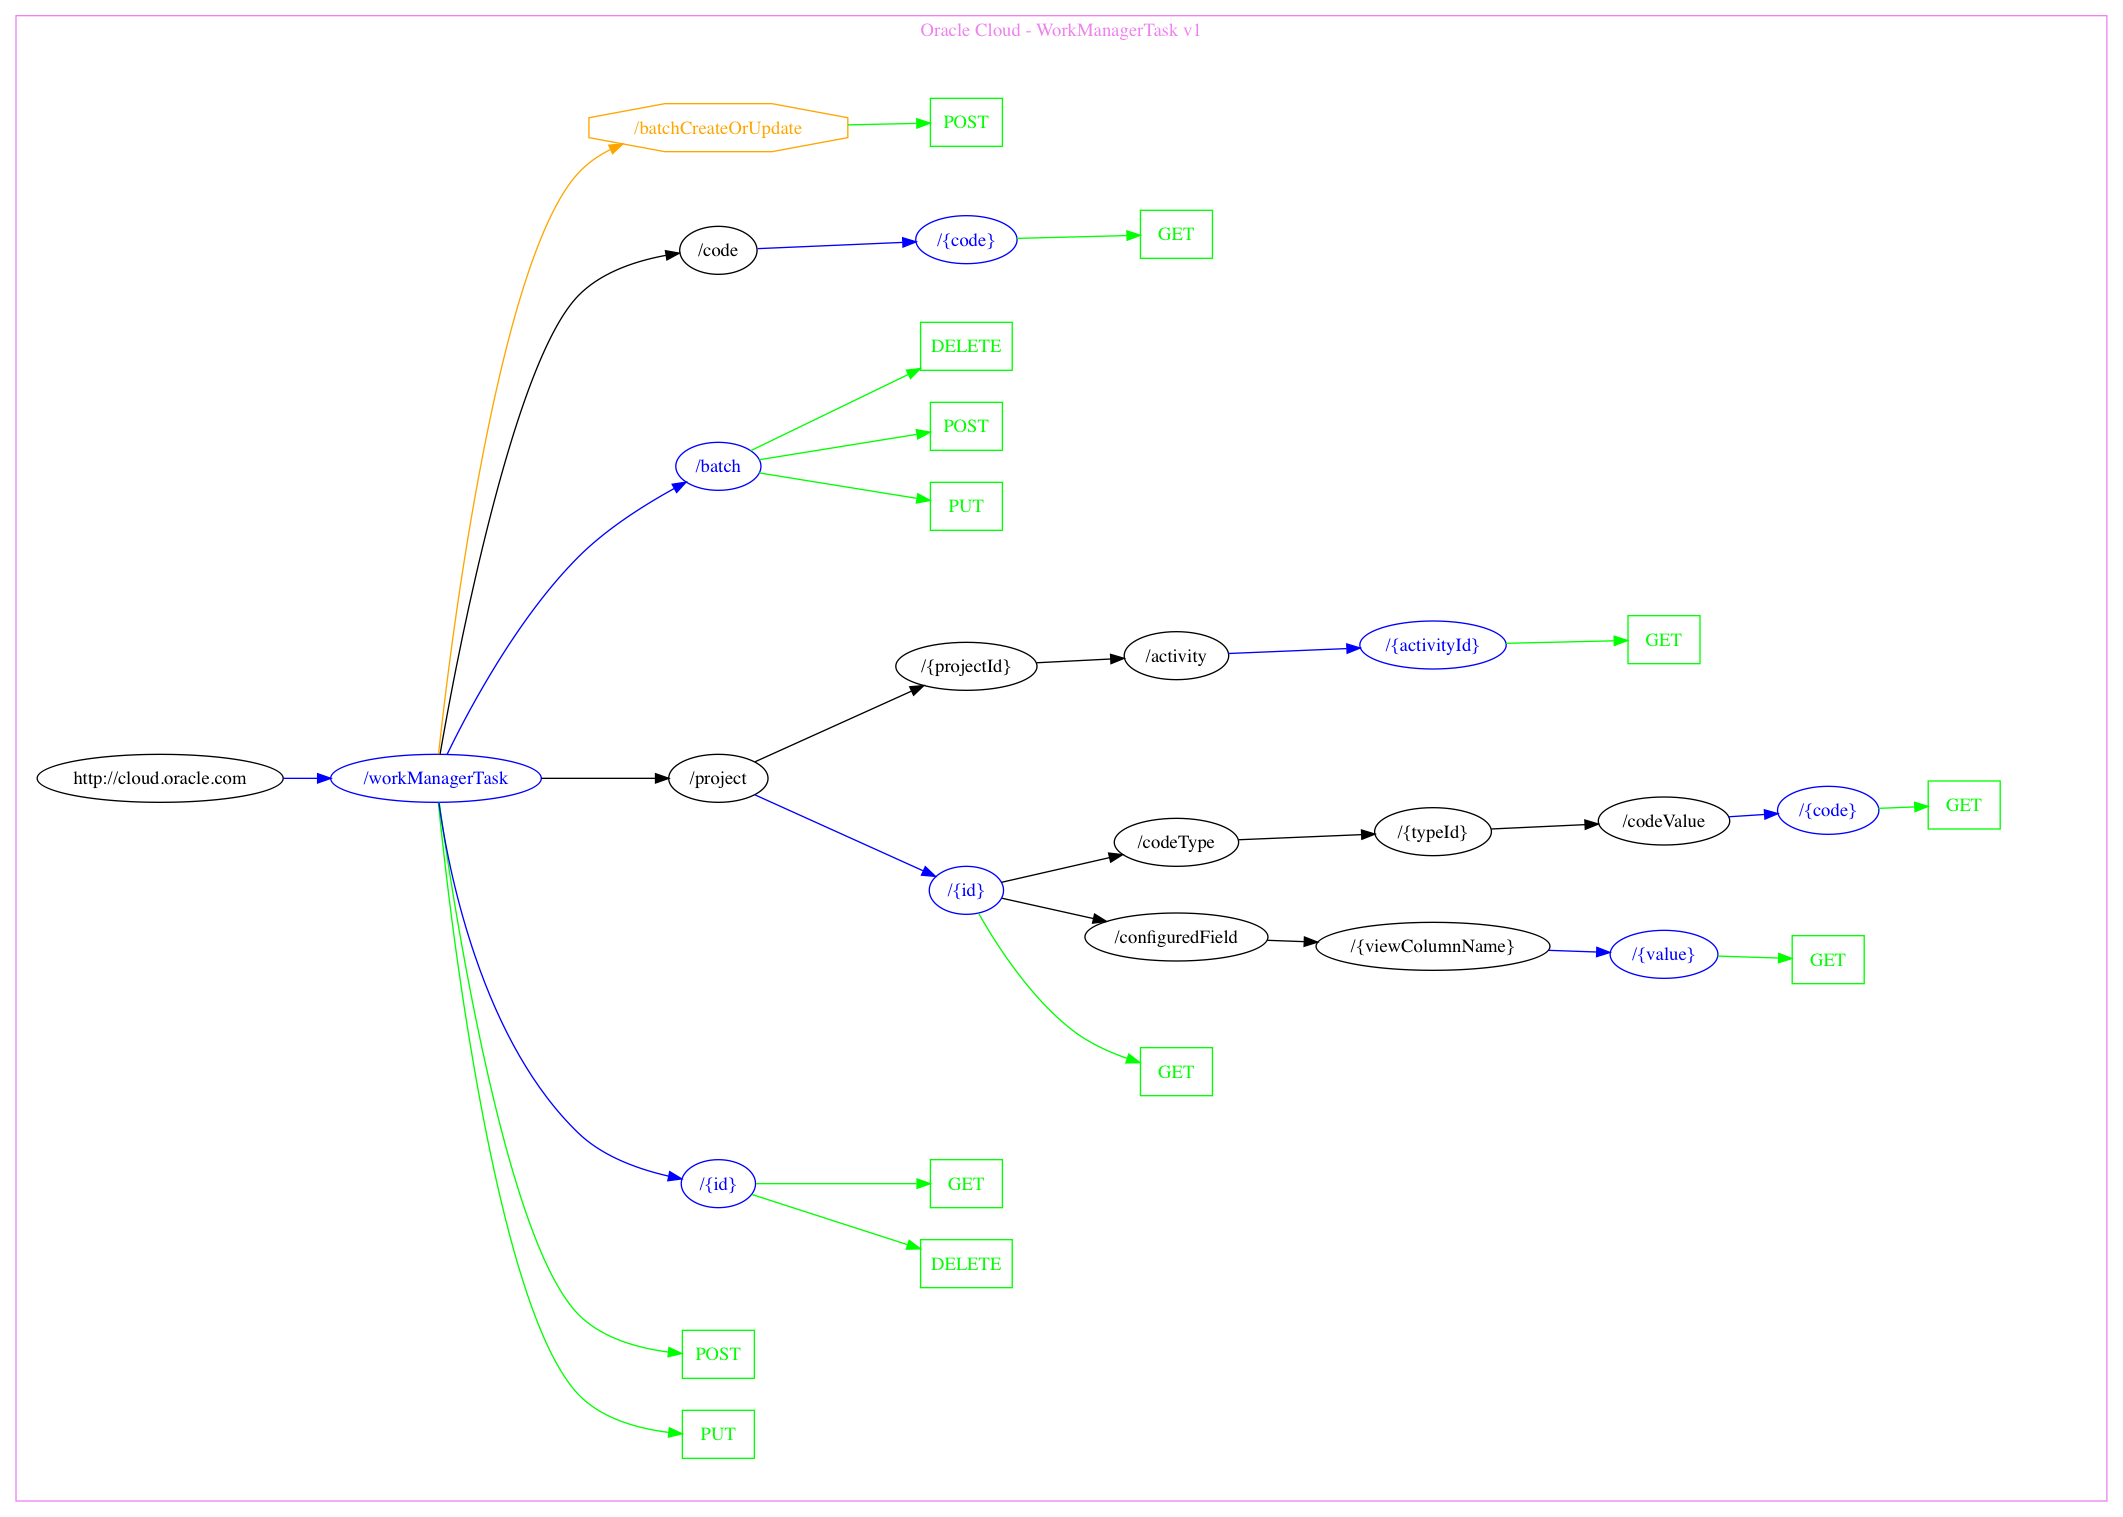 Oracle Cloud - WorkManagerTask v1
/batchCreateOrUpdate
POST
/code
/{code}
GET
DELETE
POST
/batch
PUT
/{projectId}
/activity
/{activityId}
GET
http://cloud.oracle.com
/workManagerTask
/project
/codeType
/{typeId}
/codeValue
/{code}
GET
/{id}
/configuredField
/{viewColumnName}
/{value}
GET
GET
/{id}
GET
DELETE
POST
PUT